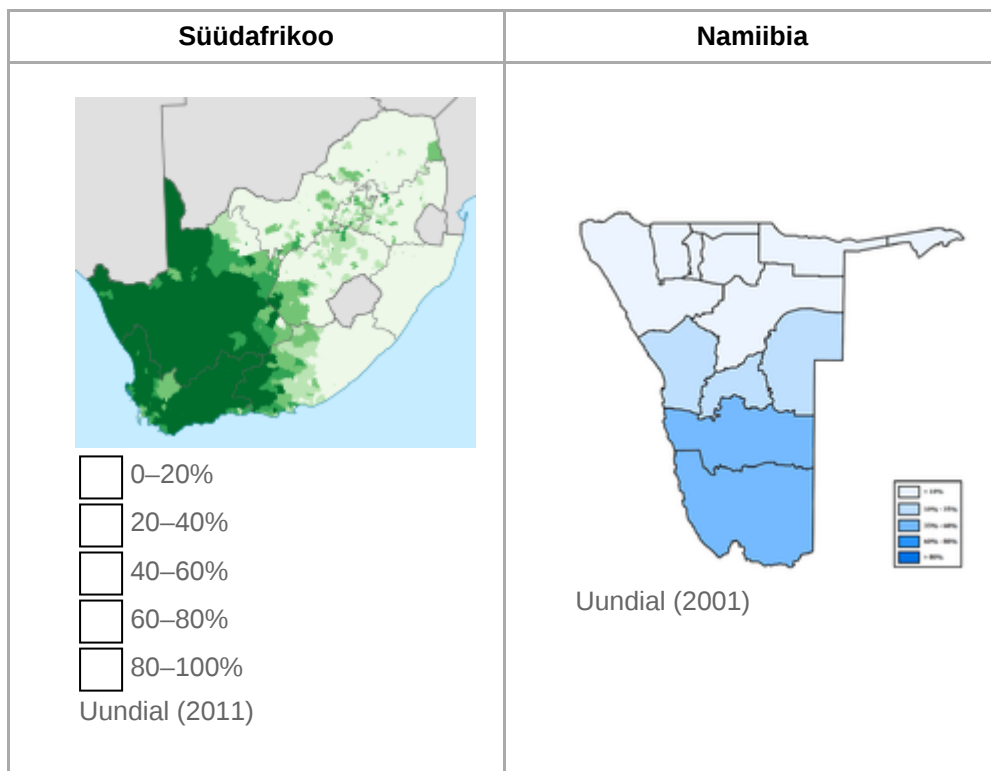 Süüdafrikoo
Namiibia
0–20%
20–40%
40–60%
60–80%
80–100%
Uundial (2011)
Uundial (2001)